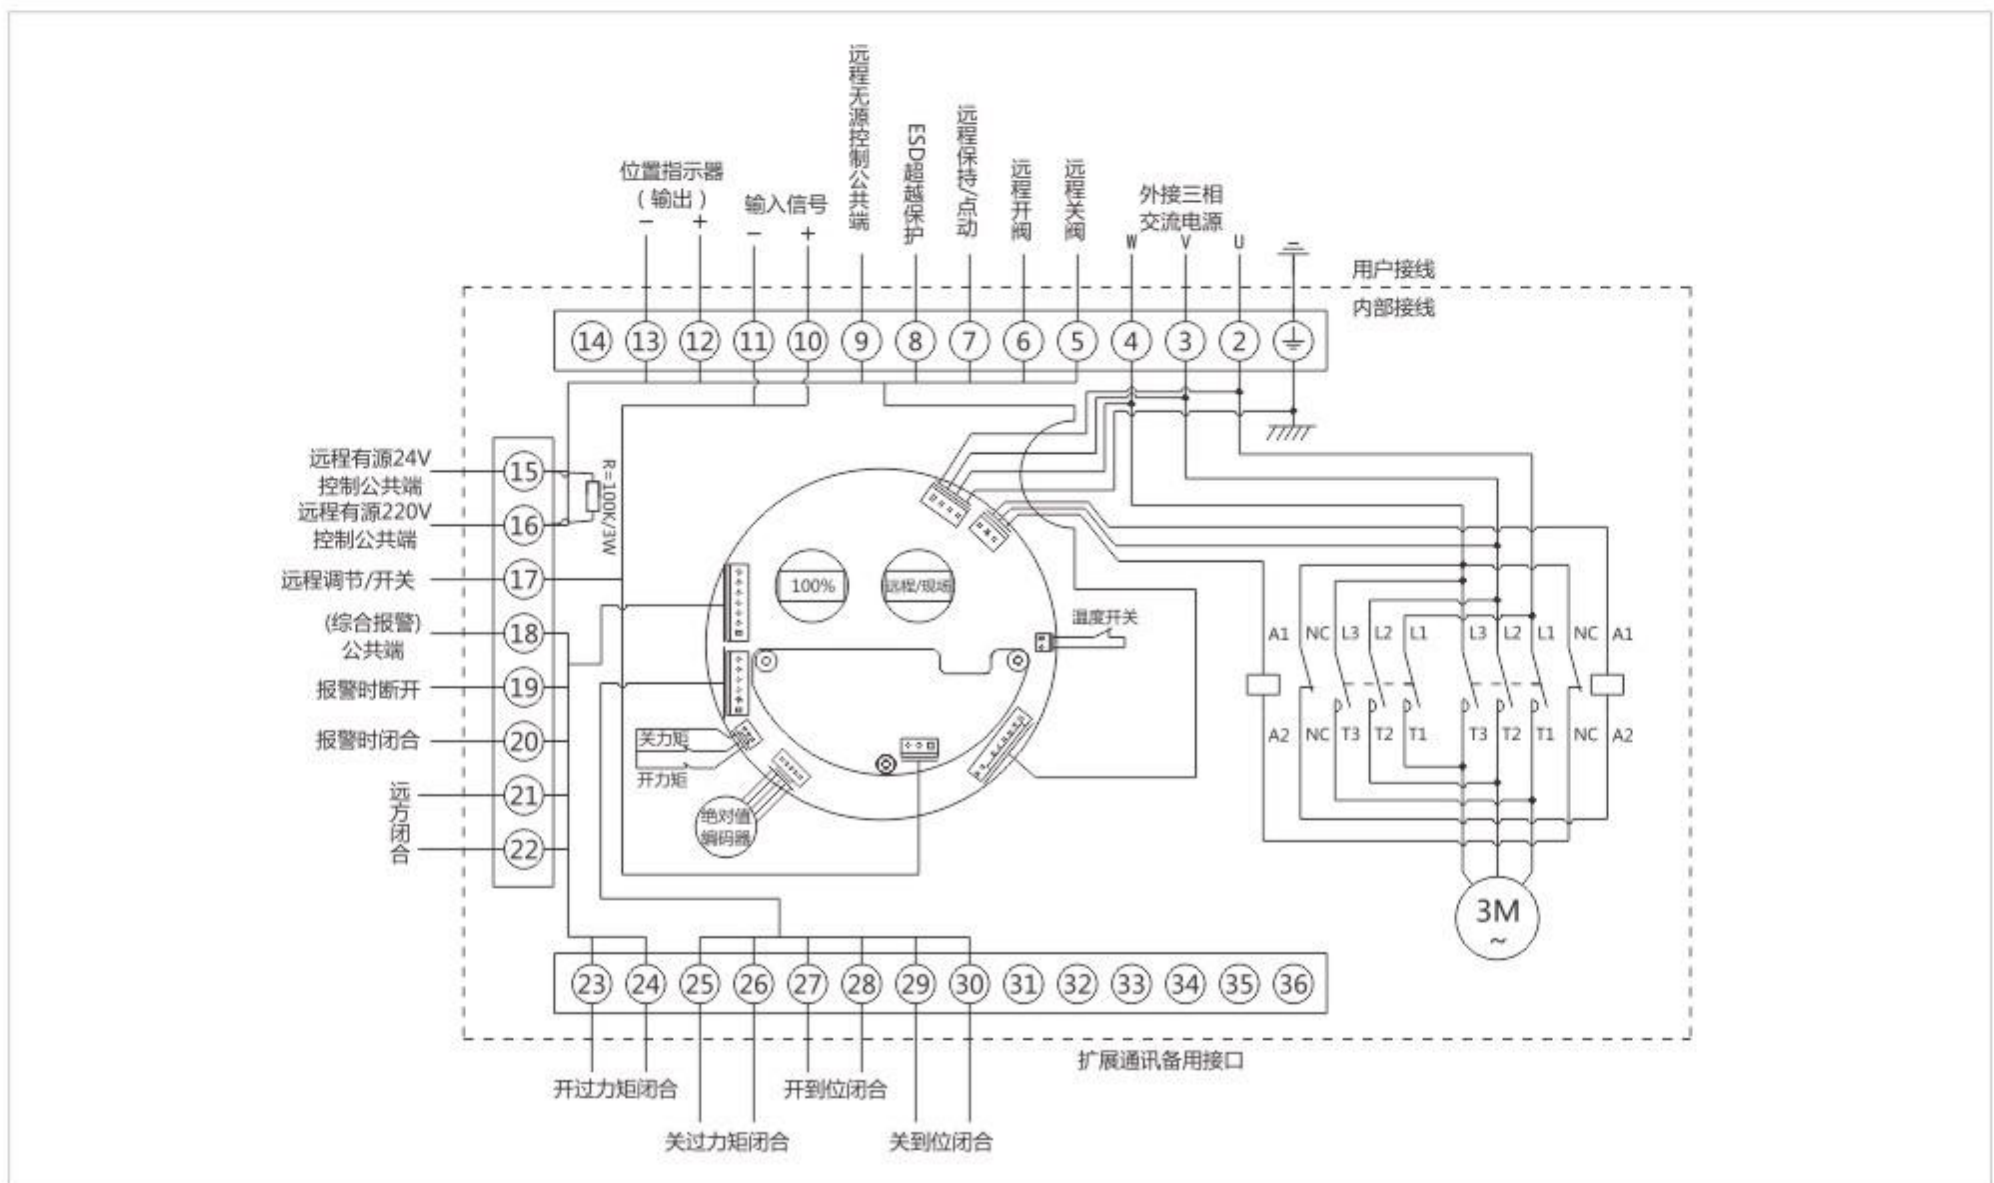 远程无源控制公共端
ESD超越保护
远程保持/点动
远程开阀
远程关阀
位置指示器
（输出）
− +
输入信号
− +
外接三相
交流电源
W V U
用户接线
内部接线
14 13 12 11 10 9 8 7 6 5 4 3 2
远程有源24V
控制公共端
15
远程有源220V
控制公共端
16
R=100K/3W
远程调节/开关
17
(综合报警)
公共端
18
报警时断开
19
报警时闭合
20
远方闭合
21
22
100%
远程/现场
温度开关
关力矩
开力矩
绝对值
编码器
A1 NC L3 L2 L1 L3 L2 L1 NC A1
A2 NC T3 T2 T1 T3 T2 T1 NC A2
3M
~
23 24 25 26 27 28 29 30 31 32 33 34 35 36
扩展通讯备用接口
开过力矩闭合
开到位闭合
关过力矩闭合
关到位闭合